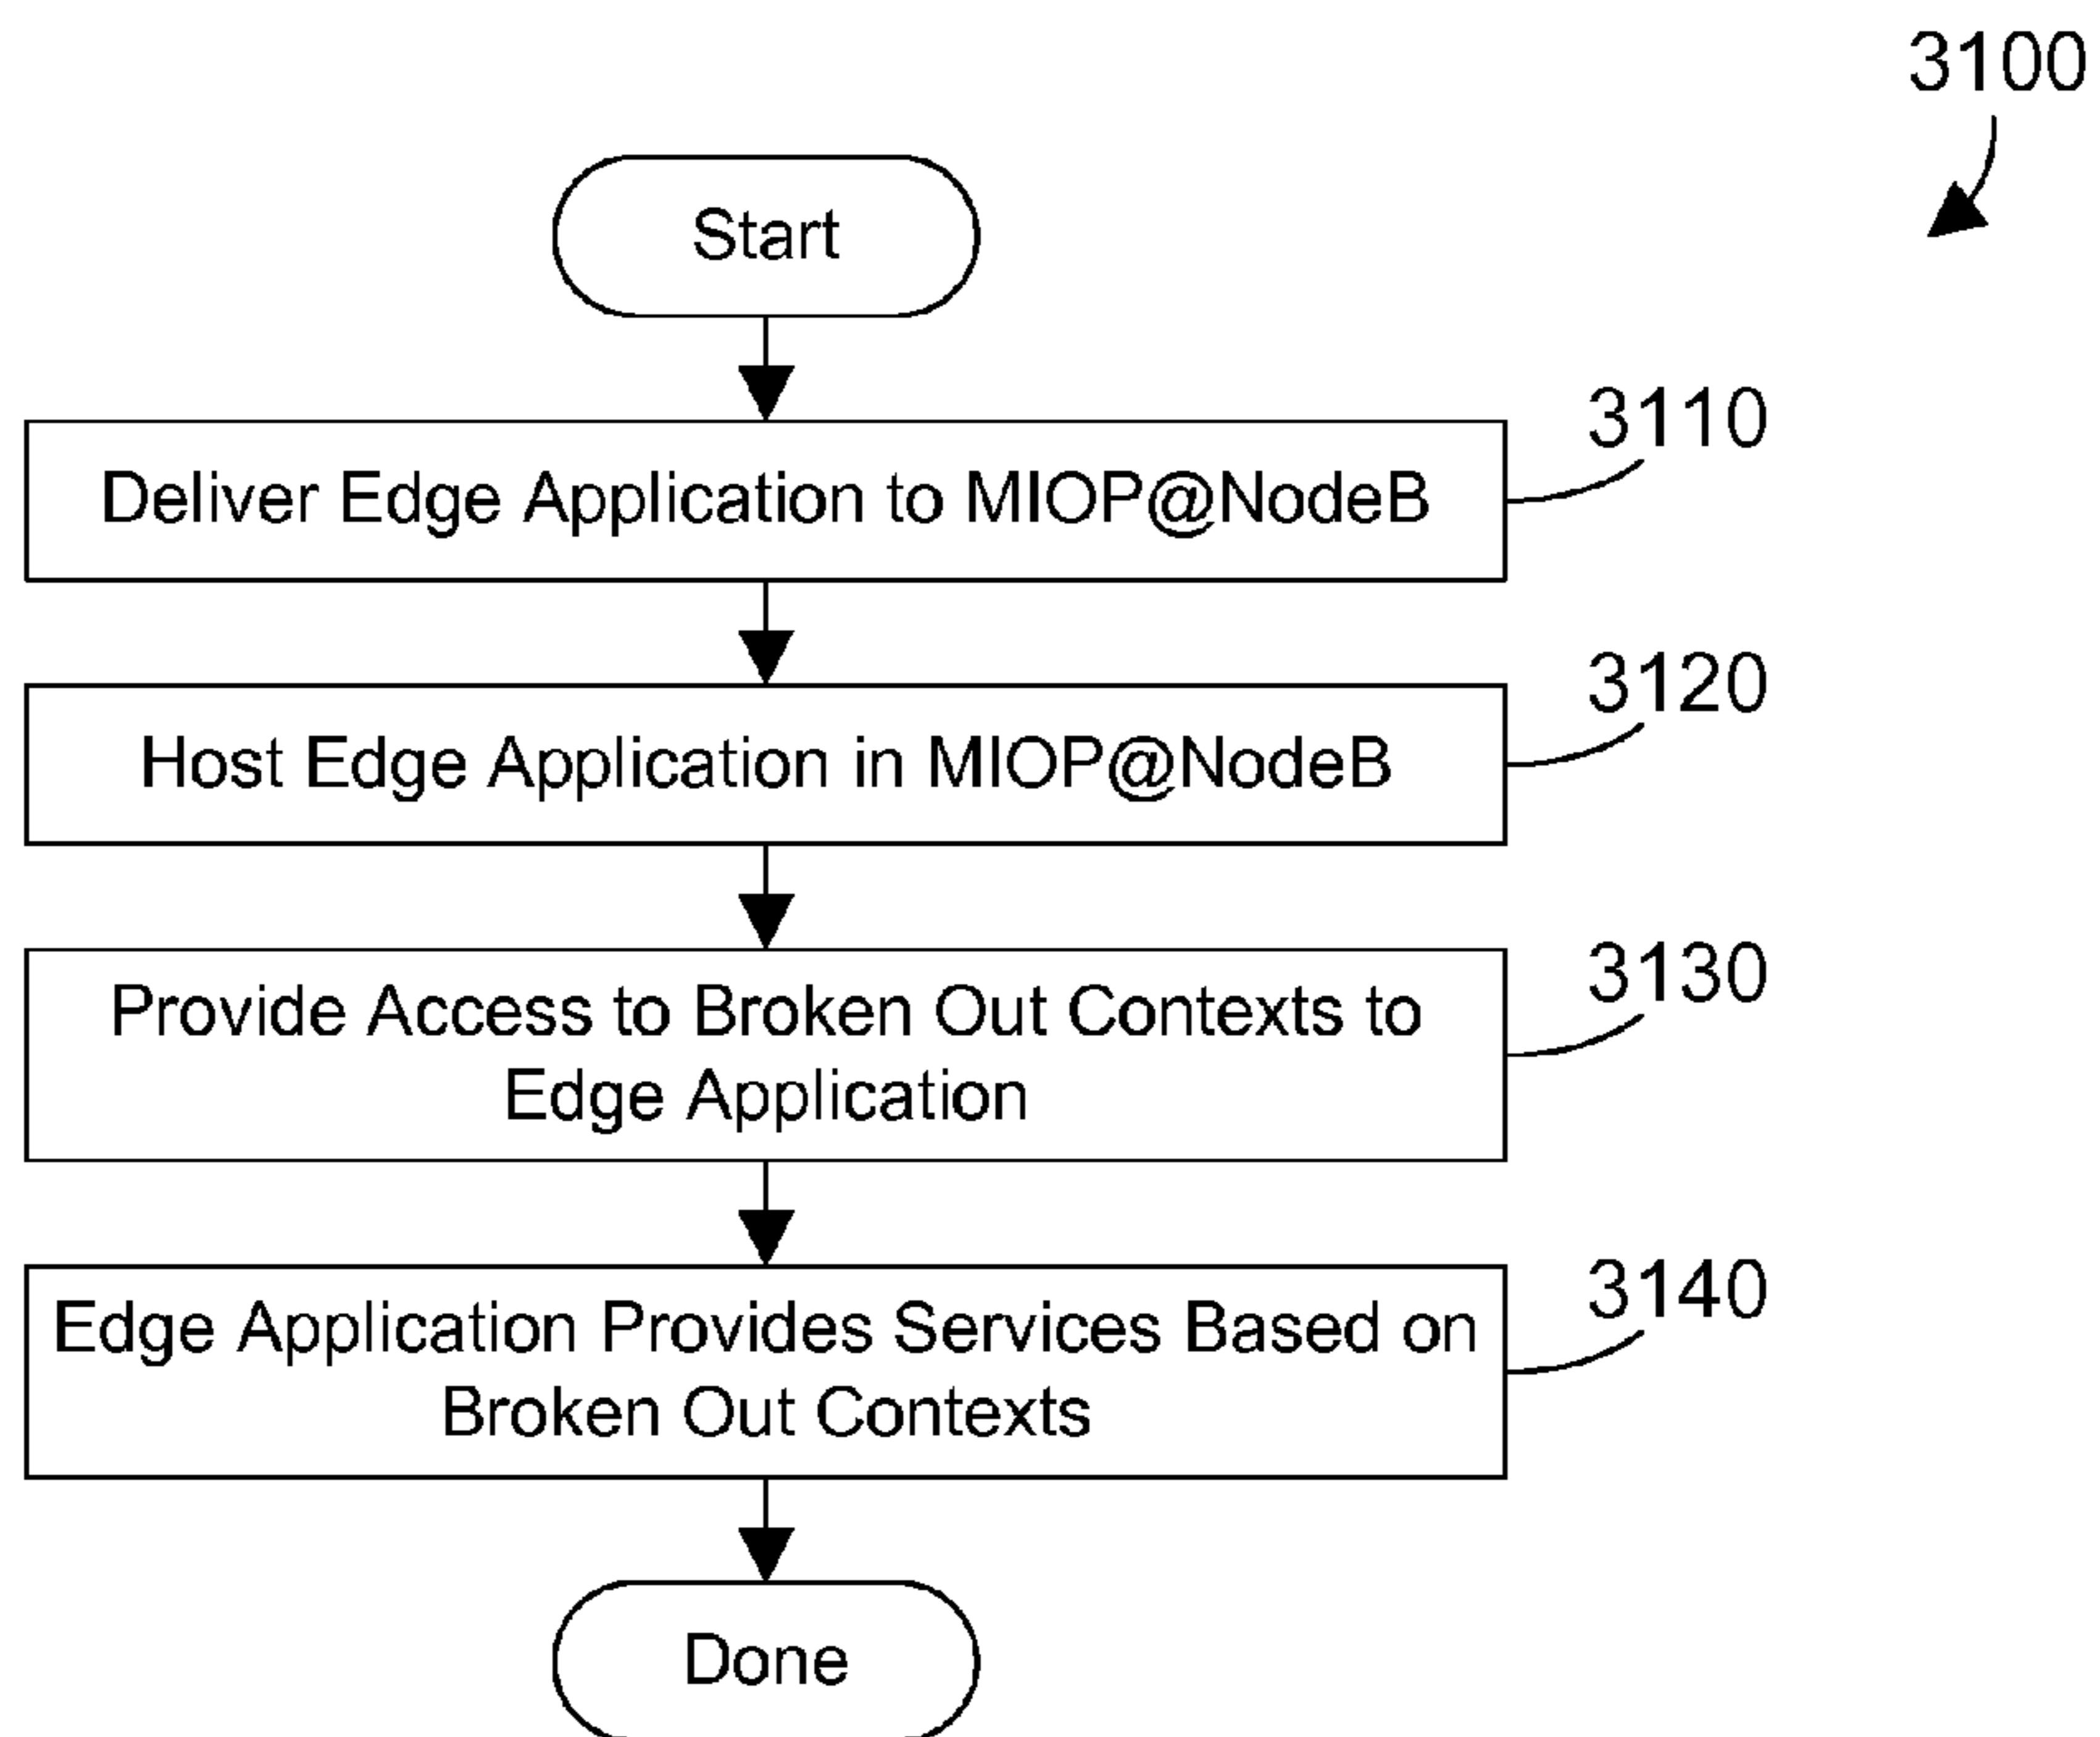 3100
Start
3110
Deliver Edge Application to MIOP@NodeB
3120
Host Edge Application in MIOP@NodeB
3130
Provide Access to Broken Out Contexts to
Edge Application
3140
Edge Application Provides Services Based on
Broken Out Contexts
Done